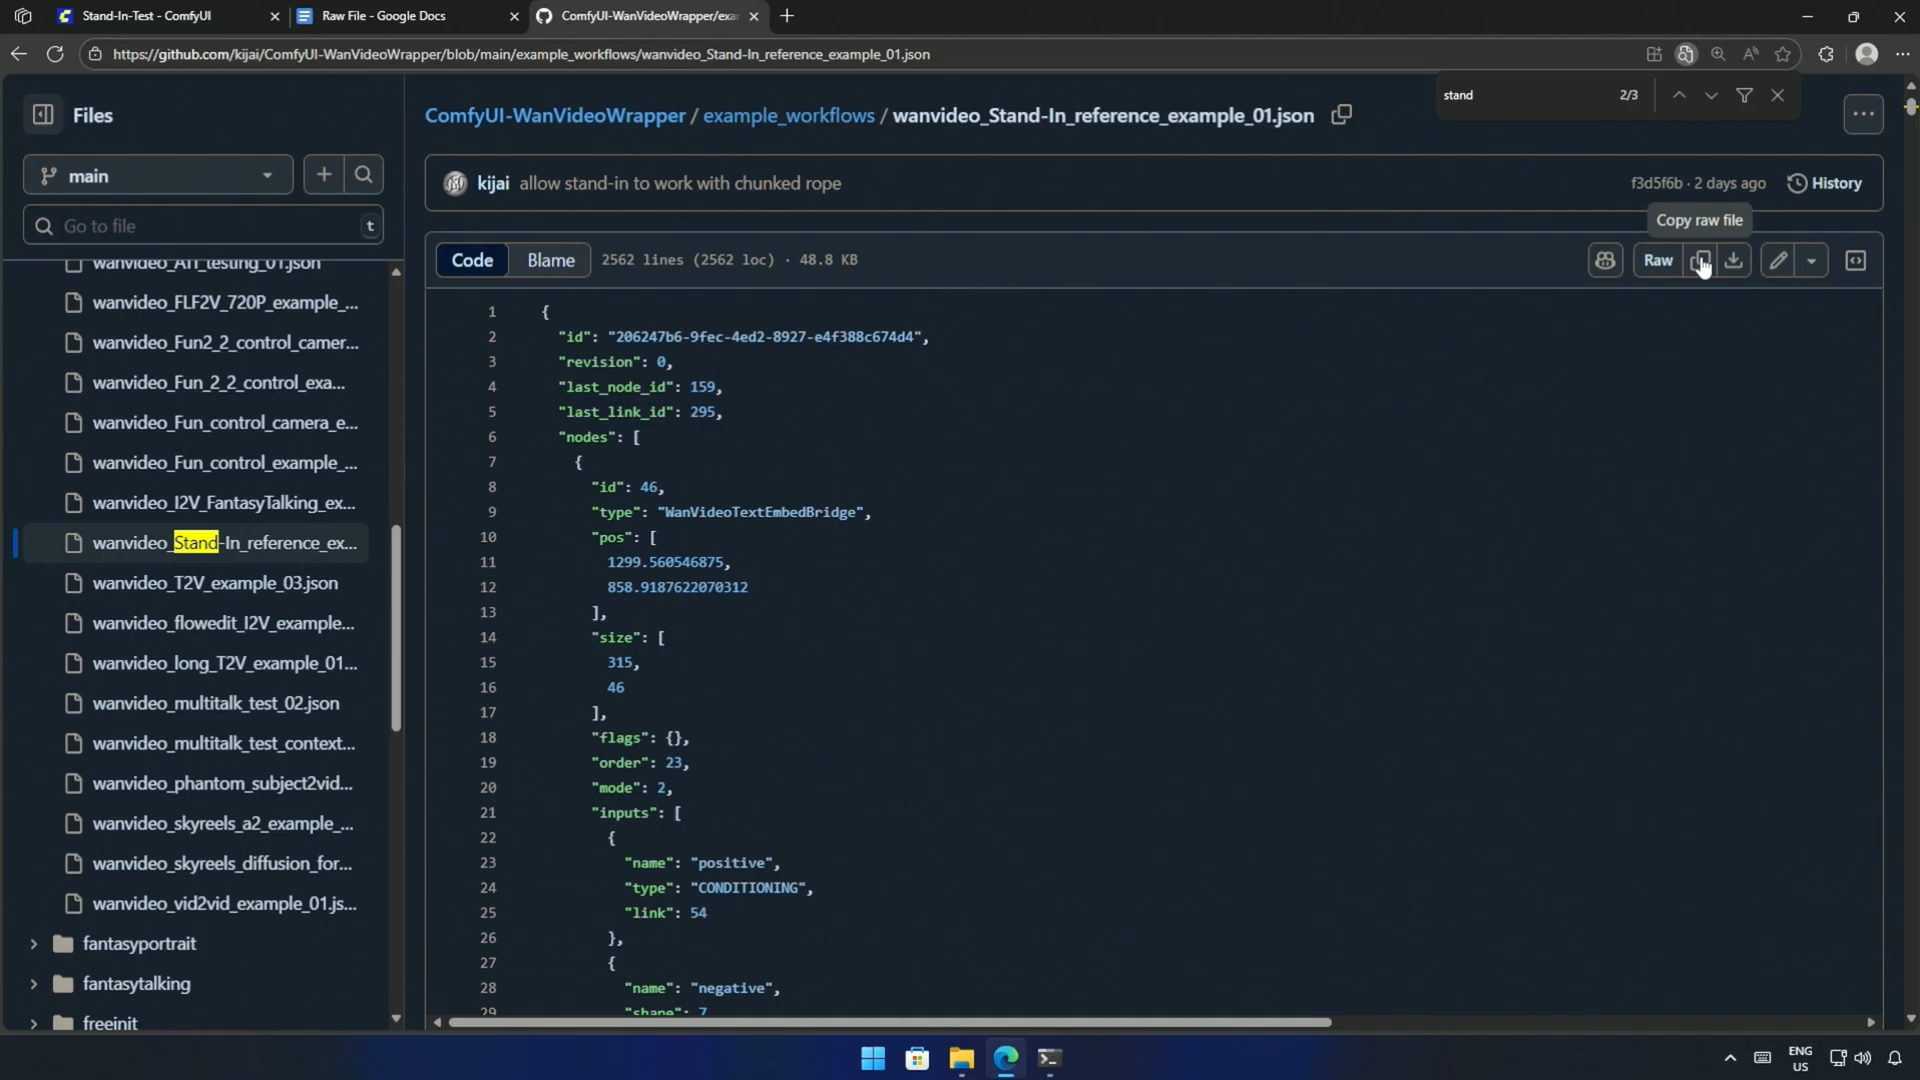 Stand-In-Test - ComfyUI
Raw File - Google Docs
ComfyUI-WanVideoWrapper/exa
https://github.com/kijai/ComfyUI-WanVideoWrapper/blob/main/example_workflows/wanvideo_Stand-In_reference_example_01.json
stand
2/3
Files
ComfyUI-WanVideoWrapper / example_workflows / wanvideo_Stand-In_reference_example_01.json
main
kijai allow stand-in to work with chunked rope
f3d5f6b · 2 days ago
History
Copy raw file
Go to file
t
Code
Blame
2562 lines (2562 loc) · 48.8 KB
Raw
wanvideo_ATI_testing_01.json
wanvideo_FLF2V_720P_example_...
wanvideo_Fun2_2_control_camer...
wanvideo_Fun_2_2_control_exa...
wanvideo_Fun_control_camera_e...
wanvideo_Fun_control_example_...
wanvideo_I2V_FantasyTalking_ex...
wanvideo_Stand-In_reference_ex...
wanvideo_T2V_example_03.json
wanvideo_flowedit_I2V_example...
wanvideo_long_T2V_example_01...
wanvideo_multitalk_test_02.json
wanvideo_multitalk_test_context...
wanvideo_phantom_subject2vid...
wanvideo_skyreels_a2_example_...
wanvideo_skyreels_diffusion_for...
wanvideo_vid2vid_example_01.js...
fantasyportrait
fantasytalking
freeinit
1 {
2 "id": "206247b6-9fec-4ed2-8927-e4f388c674d4",
3 "revision": 0,
4 "last_node_id": 159,
5 "last_link_id": 295,
6 "nodes": [
7 {
8 "id": 46,
9 "type": "WanVideoTextEmbedBridge",
10 "pos": [
11 1299.560546875,
12 858.9187622070312
13 ],
14 "size": [
15 315,
16 46
17 ],
18 "flags": {},
19 "order": 23,
20 "mode": 2,
21 "inputs": [
22 {
23 "name": "positive",
24 "type": "CONDITIONING",
25 "link": 54
26 },
27 {
28 "name": "negative",
29 "shape": 7
ENG
US